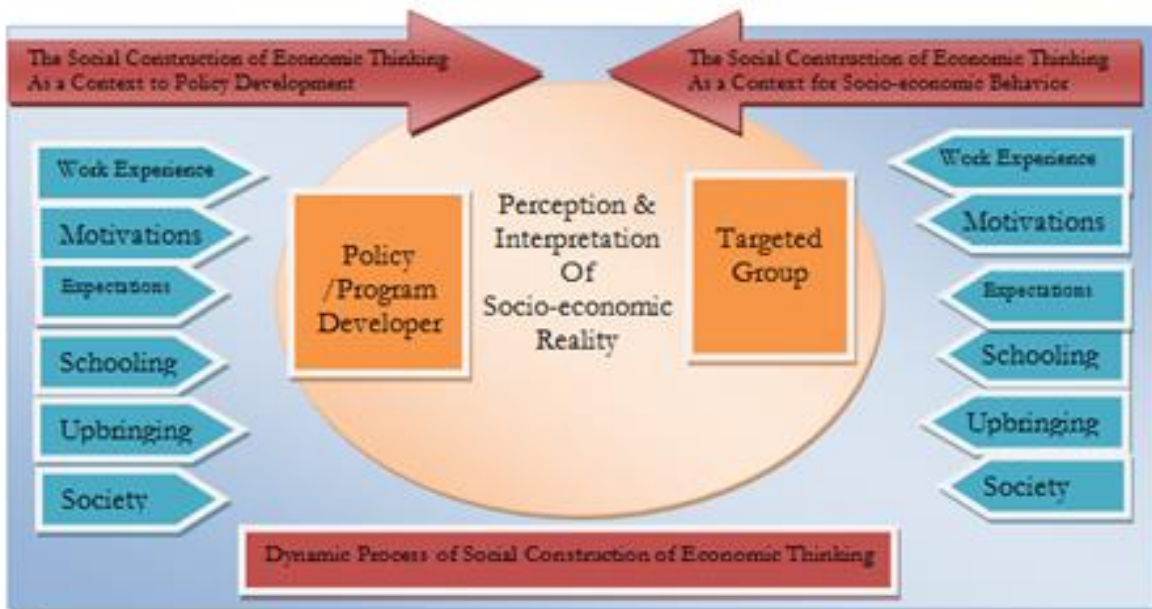 The Social Construction of Economic Thinking
As a Context to Policy Development
The Social Construction of Economic Thinking
As a Context for Socio-economic Behavior
Work Experience
Motivations
Expectations
Schooling
Upbringing
Society
Policy
/Program
Developer
Perception &
Interpretation
Of
Socio-economic
Reality
Targeted
Group
Work Experience
Motivations
Expectations
Schooling
Upbringing
Society
Dynamic Process of Social Construction of Economic Thinking